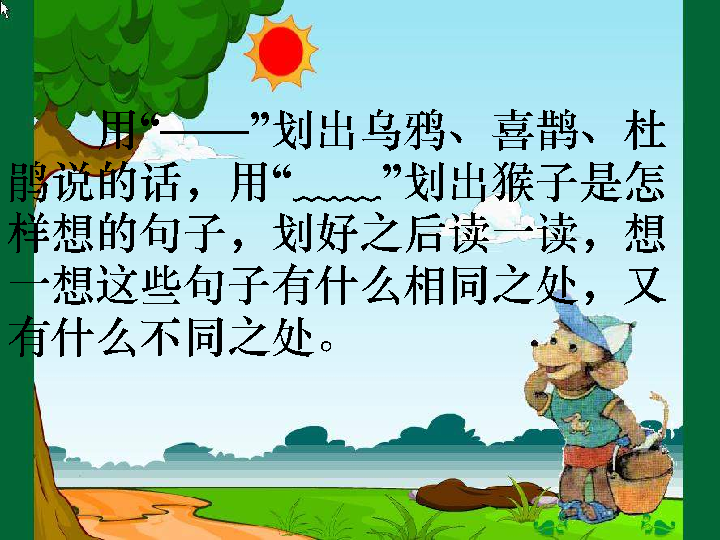 用“——”划出乌鸦、喜鹊、杜
鹃说的话，用“﹏﹏”划出猴子是怎
样想的句子，划好之后读一读，想
一想这些句子有什么相同之处，又
有什么不同之处。